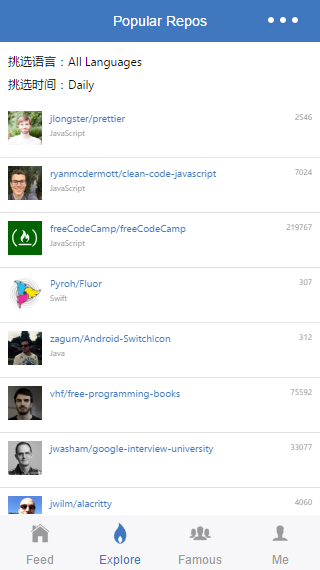 Popular Repos
挑选语言：All Languages
挑选时间：Daily
jlongster/prettier 2546
JavaScript
ryanmcdermott/clean-code-javascript 7024
JavaScript
freeCodeCamp/freeCodeCamp 219767
JavaScript
Pyroh/Fluor 307
Swift
zagum/Android-SwitchIcon 312
Java
vhf/free-programming-books 75592
jwasham/google-interview-university 33077
jwilm/alacritty 4060
Feed Explore Famous Me